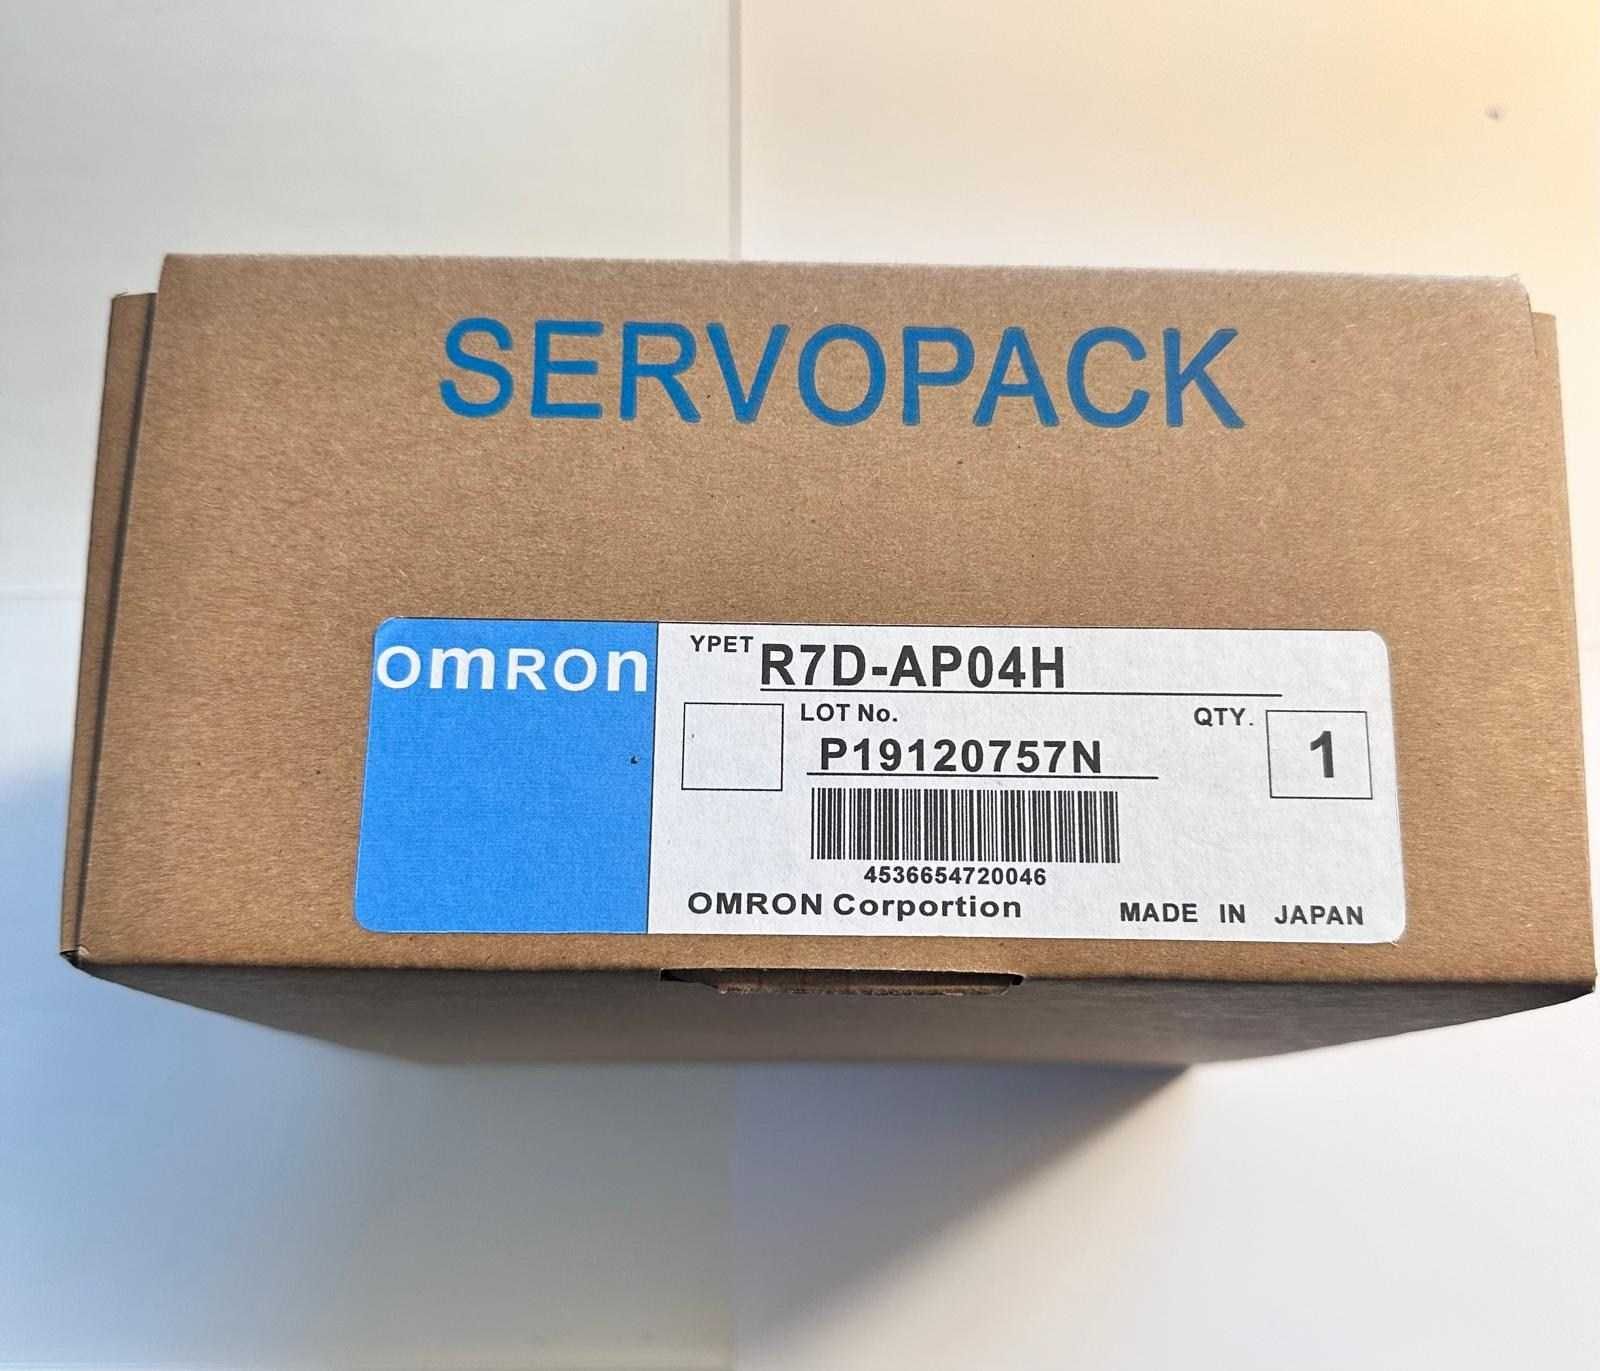 SERVOPACK
OmRON
YPET R7D-AP04H
LOT No.
QTY.
P19120757N
1
4536654720046
OMRON Corportion
MADE IN JAPAN